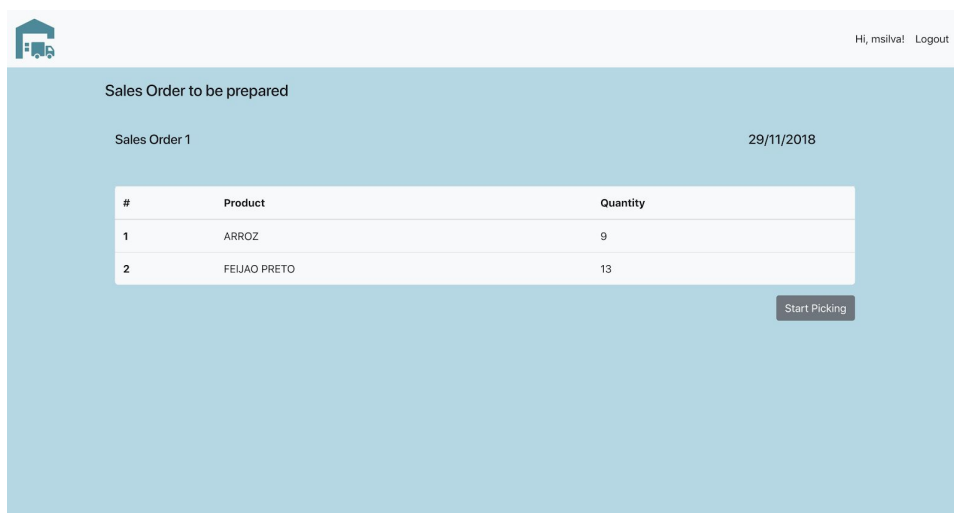 Hi, msilva! Logout
Sales Order to be prepared
Sales Order 1 29/11/2018
# Product Quantity
1 ARROZ 9
2 FEIJAO PRETO 13
Start Picking